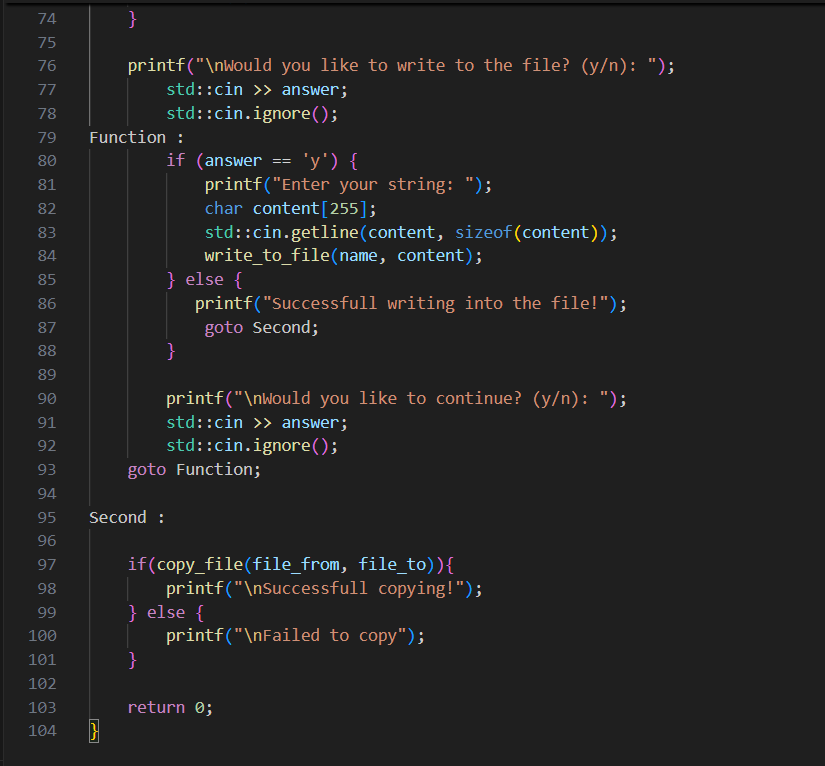 74 }
75
76 printf("\nWould you like to write to the file? (y/n): ");
77 std::cin >> answer;
78 std::cin.ignore();
79 Function :
80 if (answer == 'y') {
81 printf("Enter your string: ");
82 char content[255];
83 std::cin.getline(content, sizeof(content));
84 write_to_file(name, content);
85 } else {
86 printf("Successfull writing into the file!");
87 goto Second;
88 }
89
90 printf("\nWould you like to continue? (y/n): ");
91 std::cin >> answer;
92 std::cin.ignore();
93 goto Function;
94
95 Second :
96
97 if(copy_file(file_from, file_to)){
98 printf("\nSuccessfull copying!");
99 } else {
100 printf("\nFailed to copy");
101 }
102
103 return 0;
104 }